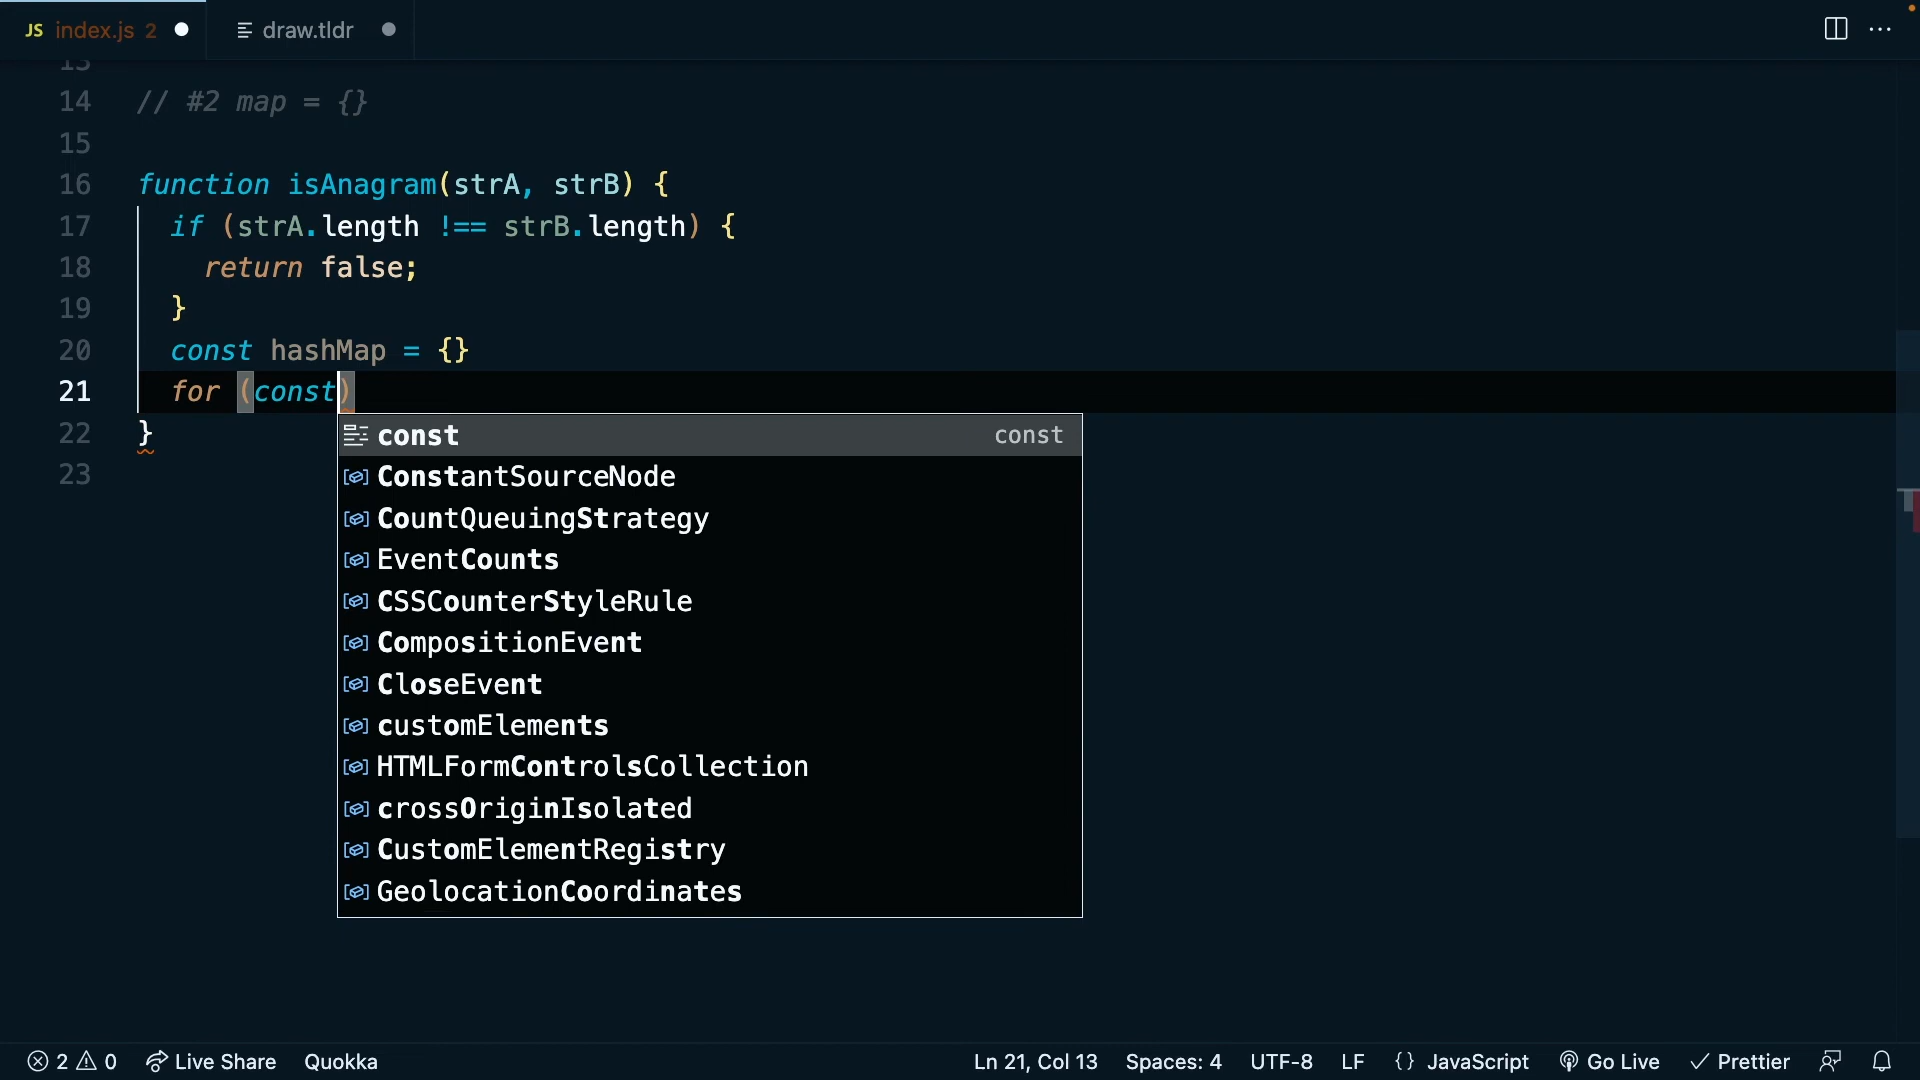 JS index.js 2
draw.tldr
13
14 // #2 map = {}
15
16 function isAnagram(strA, strB) {
17 if (strA.length !== strB.length) {
18 return false;
19 }
20 const hashMap = {}
21 for (const)
22 }
23
const const
ConstantSourceNode
CountQueuingStrategy
EventCounts
CSSCounterStyleRule
CompositionEvent
CloseEvent
customElements
HTMLFormControlsCollection
crossOriginIsolated
CustomElementRegistry
GeolocationCoordinates
2 0 Live Share Quokka Ln 21, Col 13 Spaces: 4 UTF-8 LF {} JavaScript Go Live Prettier